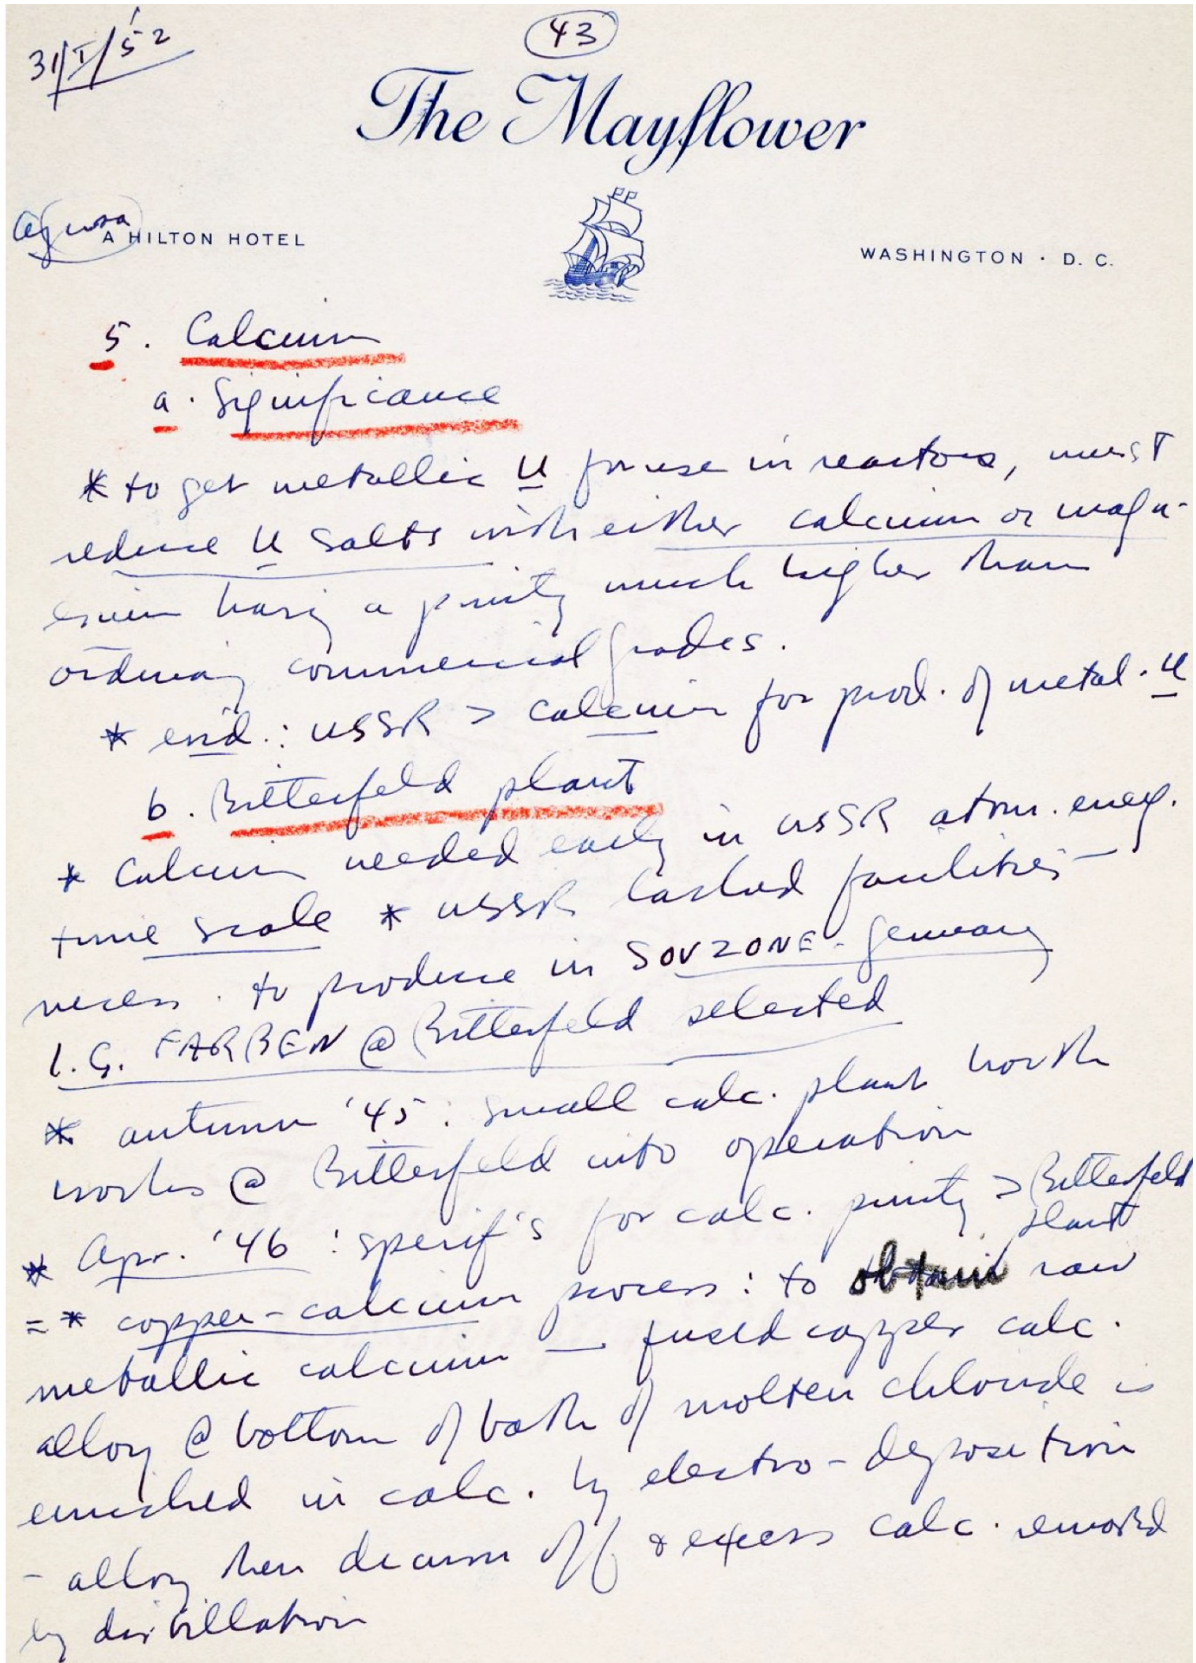 31/I/52
43
The Mayflower
A HILTON HOTEL
WASHINGTON · D. C.
5. Calcium
a. Significance
* to get metallic U for use in reactors, must
reduce U salts with either calcium or magn-
esium having a purity much higher than
ordinary commercial grades.
* evid.: USSR > calcium for prod. of metal. U
b. Bitterfeld plant
* Calcium needed early in USSR atom. energ.
time scale * USSR lacked facilities -
necess. to produce in SOVZONE - Germany
I.G. FARBEN @ Bitterfeld selected
* autumn '45: small calc. plant north
works @ Bitterfeld into operation
* Apr. '46: specif's for calc. purity > Bitterfeld
plant
= * copper-calcium process: to obtain raw
metallic calcium — fused copper calc.
alloy @ bottom of bath of molten chloride is
enriched in calc. by electro-deposition
- alloy then drawn off & excess calc. removed
by distillation